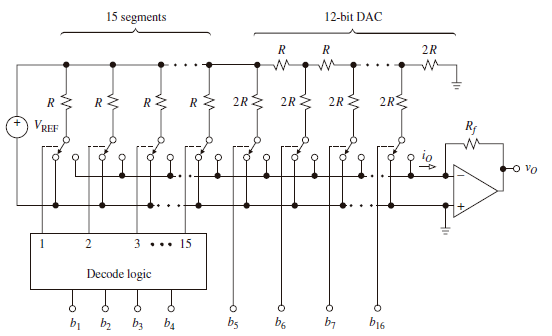 15 segments
12-bit DAC
R R 2R
R R R R 2R 2R 2R 2R
V_REF
+
R_f
i_O
v_O
−
+
1 2 3 ••• 15
Decode logic
b_1 b_2 b_3 b_4 b_5 b_6 b_7 b_16